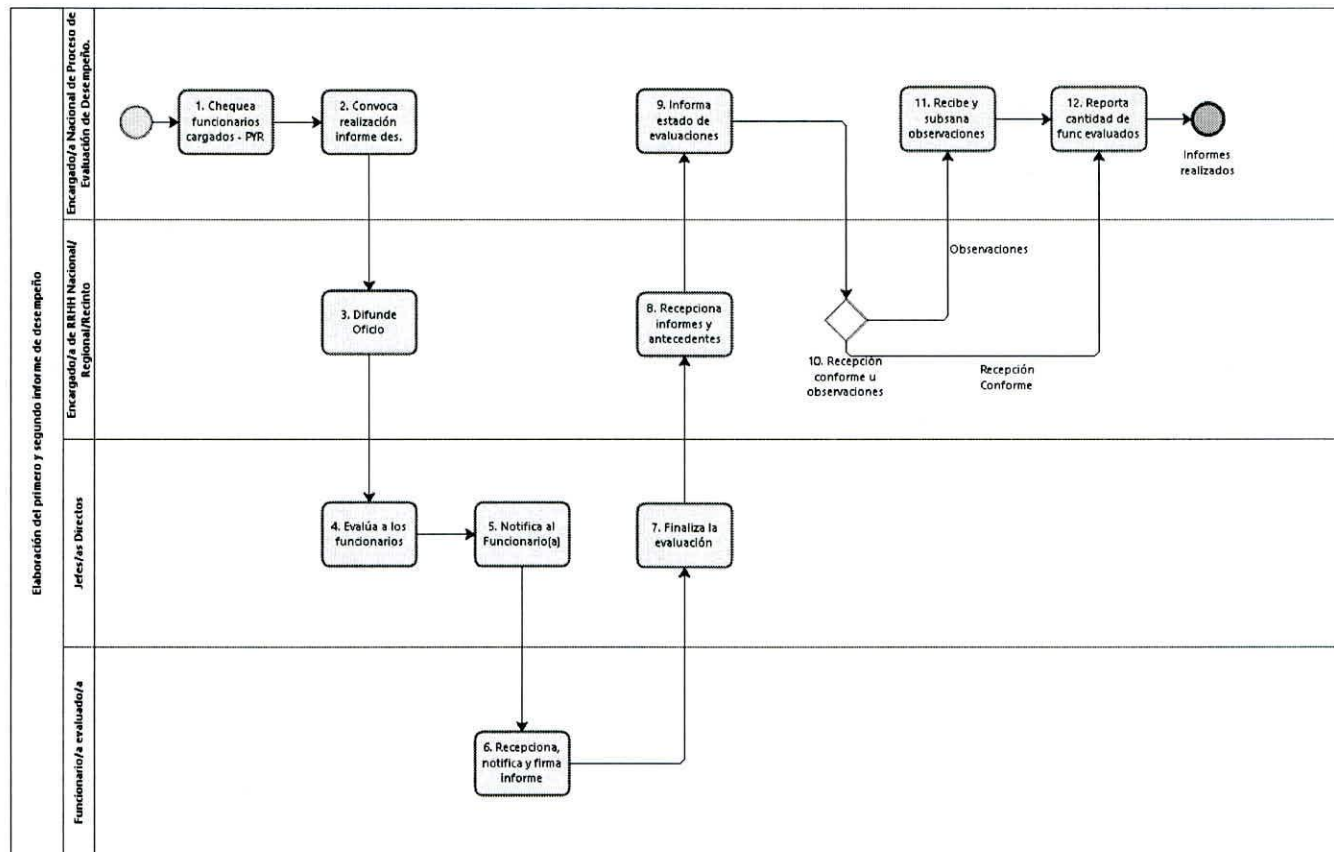 Elaboración del primero y segundo informe de desempeño
Encargado/a Nacional de Proceso de
Evaluación de Desempeño.
1. Chequea
funcionarios
cargados - PYR
2. Convoca
realización
informe des.
9. Informa
estado de
evaluaciones
11. Recibe y
subsana
observaciones
12. Reporta
cantidad de
func evaluados
Informes
realizados
Encargado/a de RRHH Nacional/
Regional/Recinto
3. Difunde
Oficio
8. Recepciona
informes y
antecedentes
10. Recepción
conforme u
observaciones
Observaciones
Recepción
Conforme
Jefes/as Directos
4. Evalúa a los
funcionarios
5. Notifica al
Funcionario(a)
7. Finaliza la
evaluación
Funcionario/a evaluado/a
6. Recepciona,
notifica y firma
informe